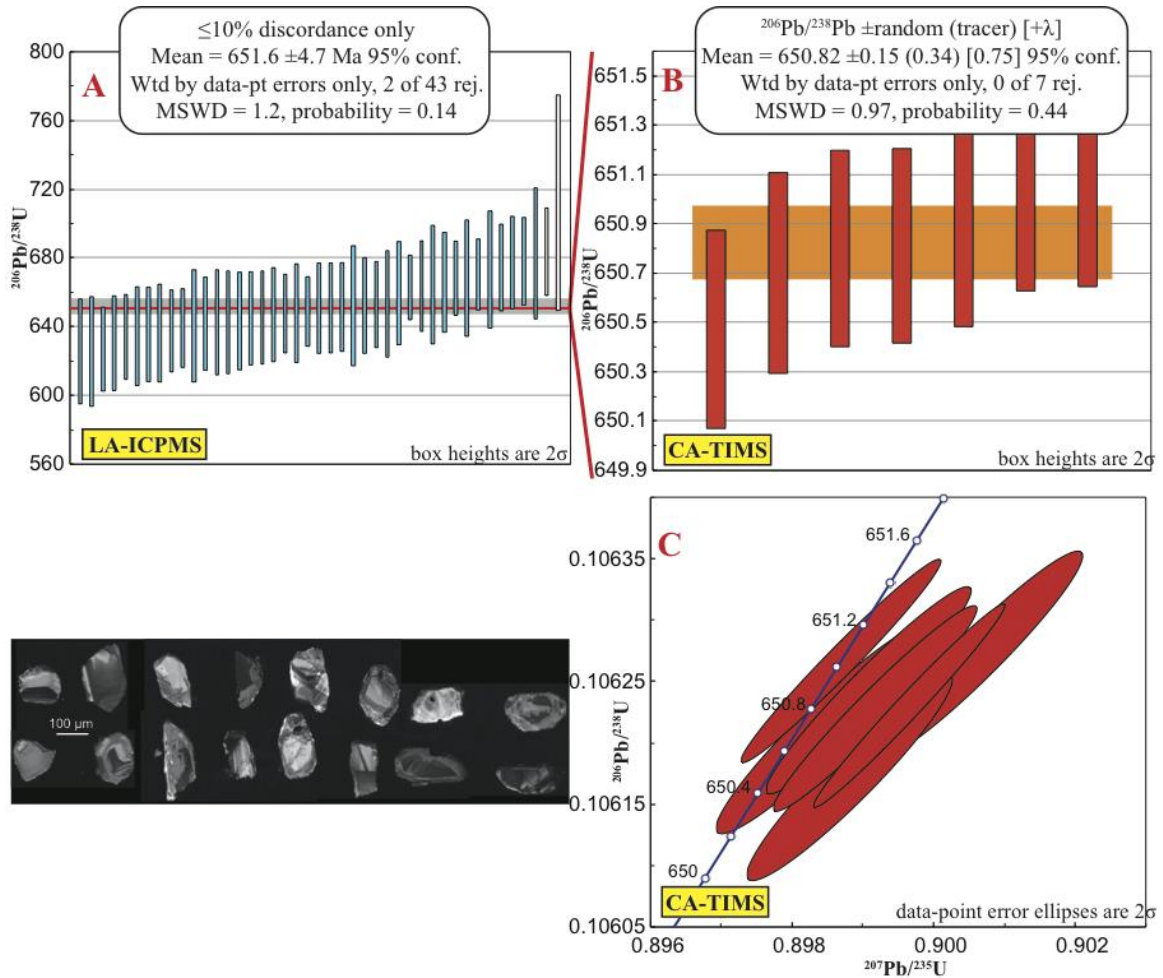 ≤10% discordance only
Mean = 651.6 ±4.7 Ma 95% conf.
Wtd by data-pt errors only, 2 of 43 rej.
MSWD = 1.2, probability = 0.14
A
800
760
720
680
640
600
560
206Pb/238U
LA-ICPMS
box heights are 2σ
206Pb/238Pb ±random (tracer) [+λ]
Mean = 650.82 ±0.15 (0.34) [0.75] 95% conf.
Wtd by data-pt errors only, 0 of 7 rej.
MSWD = 0.97, probability = 0.44
B
651.5
651.3
651.1
650.9
650.7
650.5
650.3
650.1
649.9
206Pb/238U
CA-TIMS
box heights are 2σ
100 µm
C
0.10635
0.10625
0.10615
0.10605
206Pb/238U
651.6
651.2
650.8
650.4
650
CA-TIMS
data-point error ellipses are 2σ
0.896
0.898
0.900
0.902
207Pb/235U